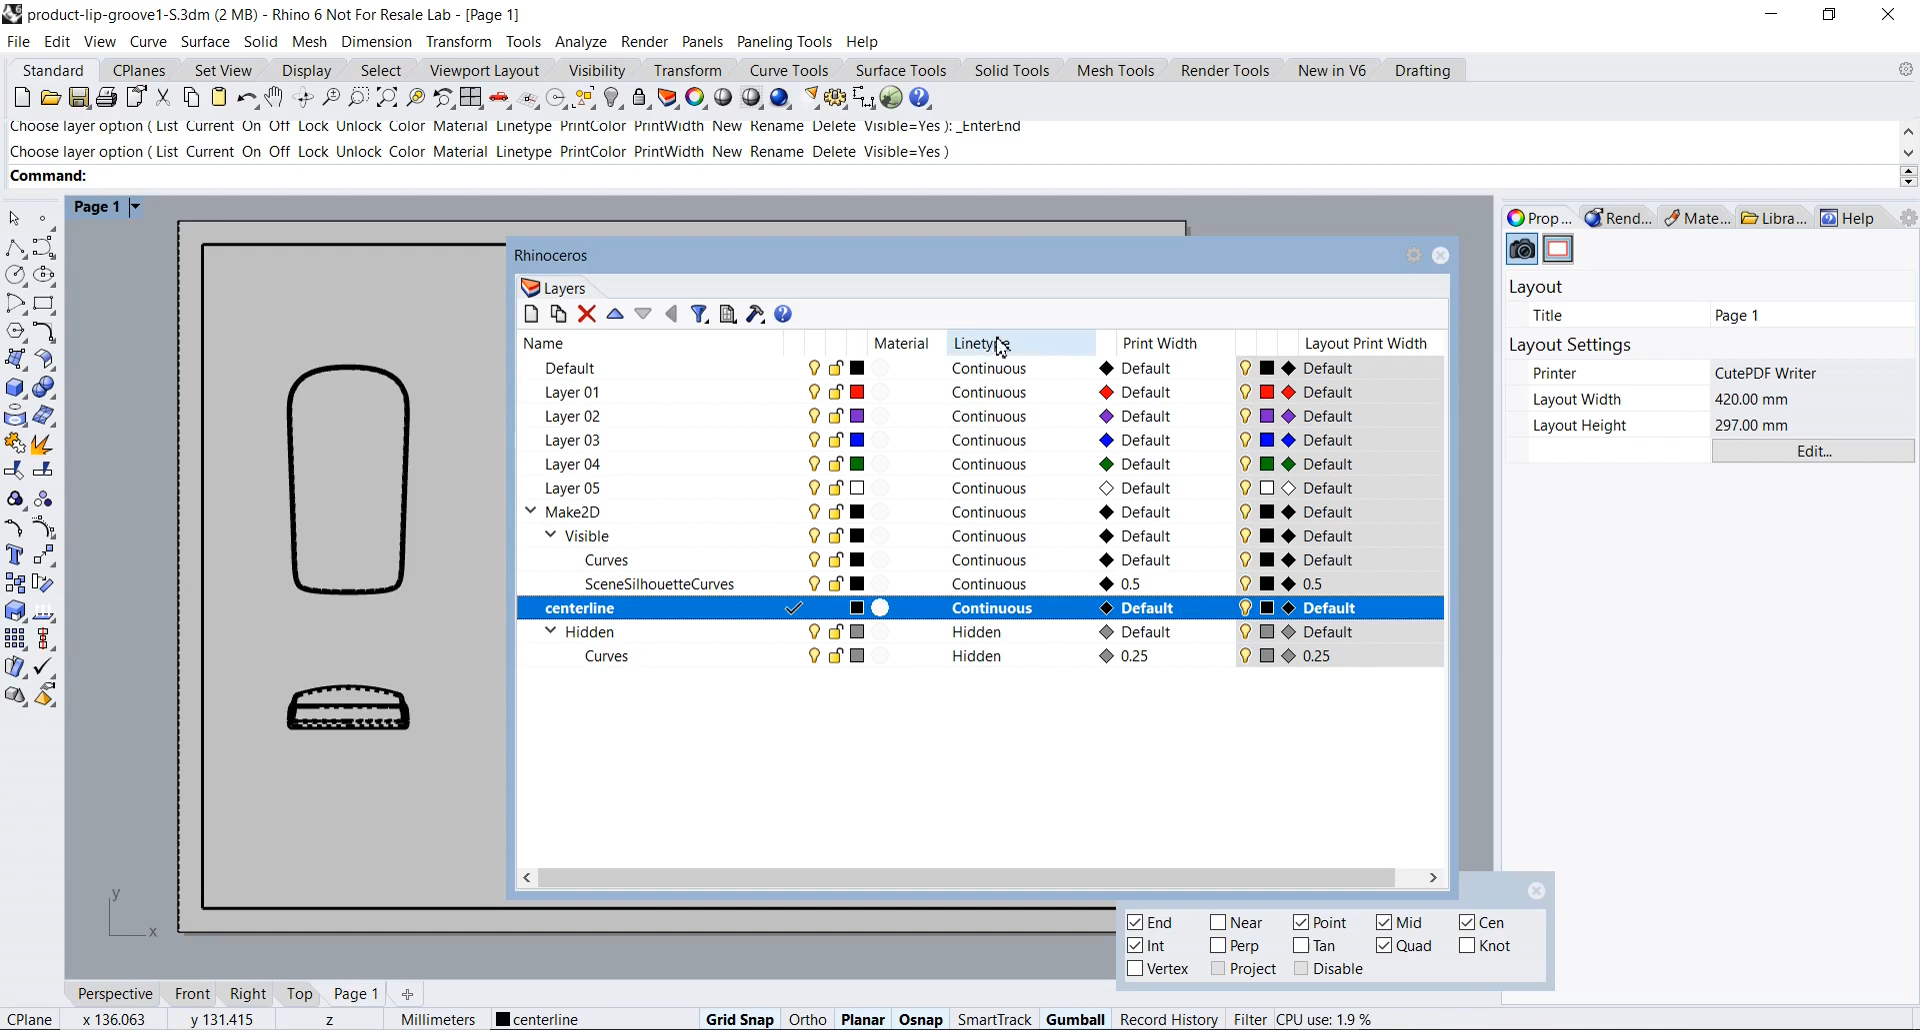 product-lip-groove1-S.3dm (2 MB) - Rhino 6 Not For Resale Lab - [Page 1]
File Edit View Curve Surface Solid Mesh Dimension Transform Tools Analyze Render Panels Paneling Tools Help
Standard CPlanes Set View Display Select Viewport Layout Visibility Transform Curve Tools Surface Tools Solid Tools Mesh Tools Render Tools New in V6 Drafting
Choose layer option ( List Current On Off Lock Unlock Color Material Linetype PrintColor PrintWidth New Rename Delete Visible=Yes ): _EnterEnd
Choose layer option ( List Current On Off Lock Unlock Color Material Linetype PrintColor PrintWidth New Rename Delete Visible=Yes )
Command:
Page 1
Rhinoceros
Layers
Name Material Linetype Print Width Layout Print Width
Default Continuous Default Default
Layer 01 Continuous Default Default
Layer 02 Continuous Default Default
Layer 03 Continuous Default Default
Layer 04 Continuous Default Default
Layer 05 Continuous Default Default
Make2D Continuous Default Default
Visible Continuous Default Default
Curves Continuous Default Default
SceneSilhouetteCurves Continuous 0.5 0.5
centerline Continuous Default Default
Hidden Hidden Default Default
Curves Hidden 0.25 0.25
Prop... Rend... Mate... Libra... Help
Layout
Title Page 1
Layout Settings
Printer CutePDF Writer
Layout Width 420.00 mm
Layout Height 297.00 mm
Edit...
y
x
End Near Point Mid Cen
Int Perp Tan Quad Knot
Vertex Project Disable
Perspective Front Right Top Page 1
CPlane x 136.063 y 131.415 z Millimeters centerline Grid Snap Ortho Planar Osnap SmartTrack Gumball Record History Filter CPU use: 1.9 %